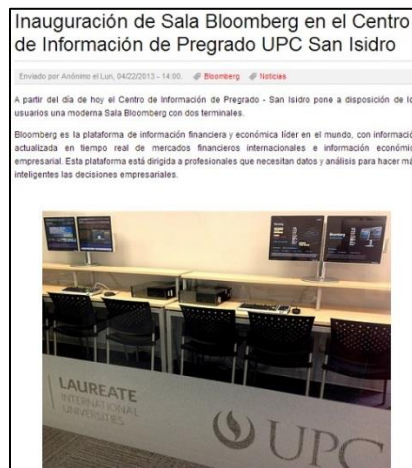 Inauguración de Sala Bloomberg en el Centro
de Información de Pregrado UPC San Isidro
Enviado por Anónimo el Lun, 04/22/2013 - 14:00. Bloomberg Noticias
A partir del día de hoy el Centro de Información de Pregrado - San Isidro pone a disposición de
usuarios una moderna Sala Bloomberg con dos terminales.
Bloomberg es la plataforma de información financiera y económica líder en el mundo, con
actualizada en tiempo real de mercados financieros internacionales e información
empresarial. Esta plataforma está dirigida a profesionales que necesitan datos y análisis para hacer
inteligentes las decisiones empresariales.
LAUREATE
INTERNATIONAL
UNIVERSITIES
UPC